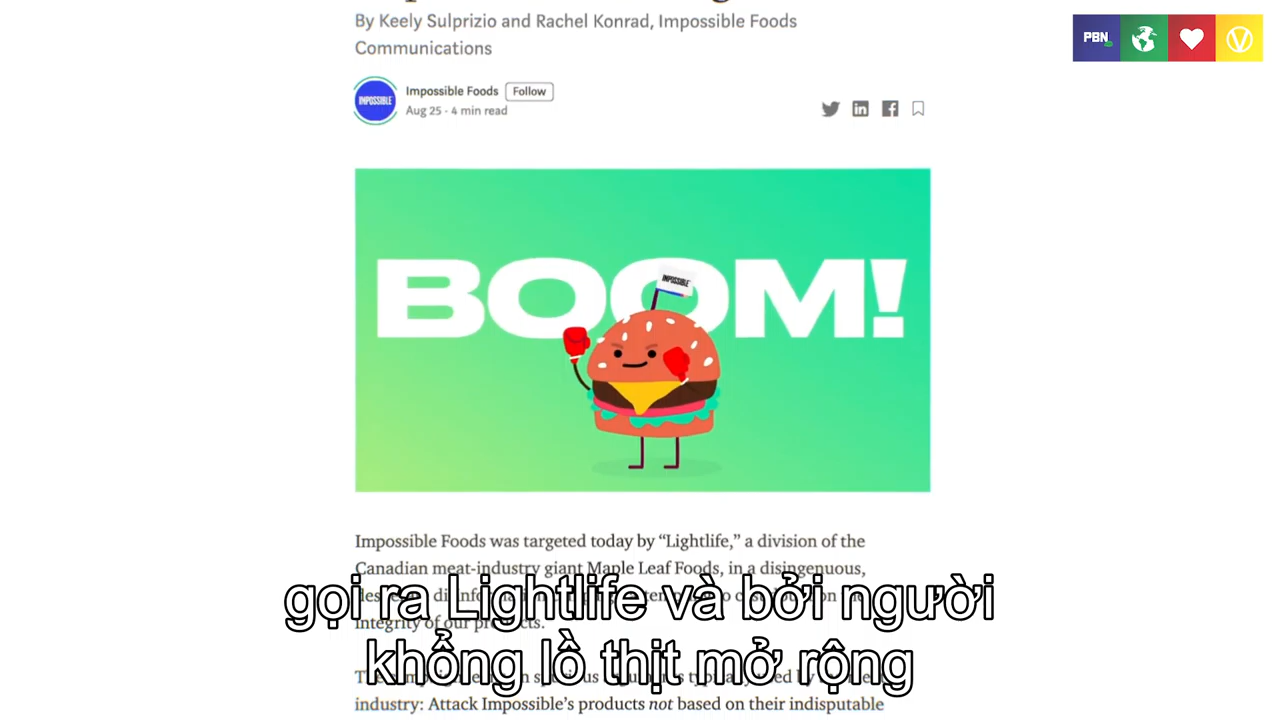 By Keely Sulprizio and Rachel Konrad, Impossible Foods
Communications
PBN
Impossible Foods Follow
IMPOSSIBLE
Aug 25 · 4 min read
BOOM!
IMPOSSIBLE
Impossible Foods was targeted today by “Lightlife,” a division of the
Canadian meat-industry giant Maple Leaf Foods, in a disingenuous,
integrity of our products.
gọi ra Lightlife và bởi người
khổng lồ thịt mở rộng
industry: Attack Impossible’s products not based on their indisputable